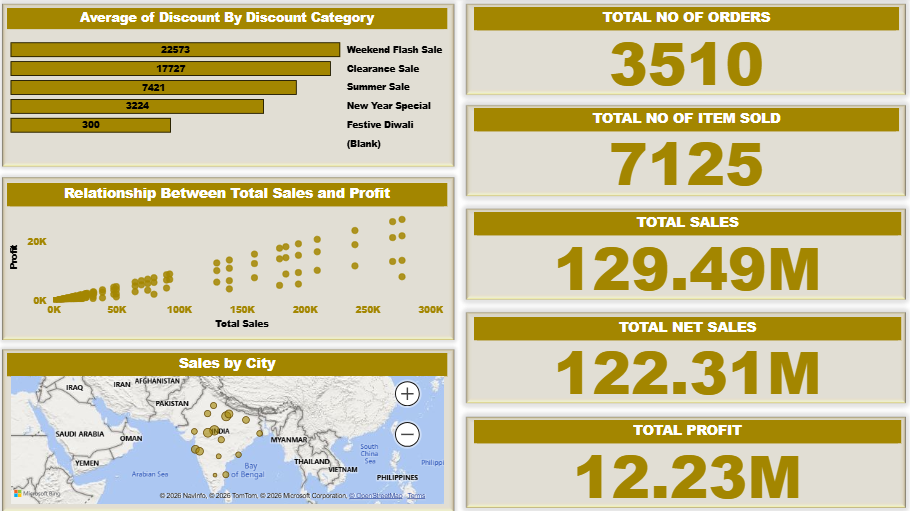 Average of Discount By Discount Category
22573 Weekend Flash Sale
17727 Clearance Sale
7421 Summer Sale
3224 New Year Special
300 Festive Diwali
(Blank)
Relationship Between Total Sales and Profit
Profit
20K
0K
0K 50K 100K 150K 200K 250K 300K
Total Sales
Sales by City
IRAQ
IRAN
AFGHANISTAN
PAKISTAN
SAUDI ARABIA
OMAN
INDIA
MYANMAR
YEMEN
THAILAND
VIETNAM
South
China
Sea
Philippi
PHILIPPINES
Arabian Sea
Bay
of Bengal
Microsoft Bing
© 2026 NavInfo, © 2026 TomTom, © 2026 Microsoft Corporation, © OpenStreetMap Terms
TOTAL NO OF ORDERS
3510
TOTAL NO OF ITEM SOLD
7125
TOTAL SALES
129.49M
TOTAL NET SALES
122.31M
TOTAL PROFIT
12.23M